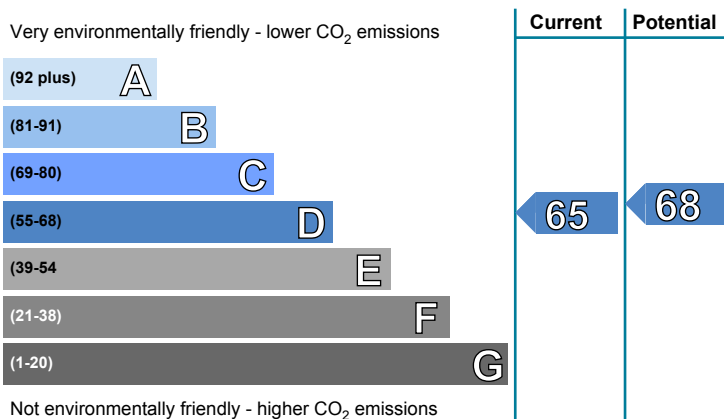 Current Potential
Very environmentally friendly - lower CO2 emissions
(92 plus) A
(81-91) B
(69-80) C
(55-68) D 65 68
(39-54 E
(21-38) F
(1-20) G
Not environmentally friendly - higher CO2 emissions